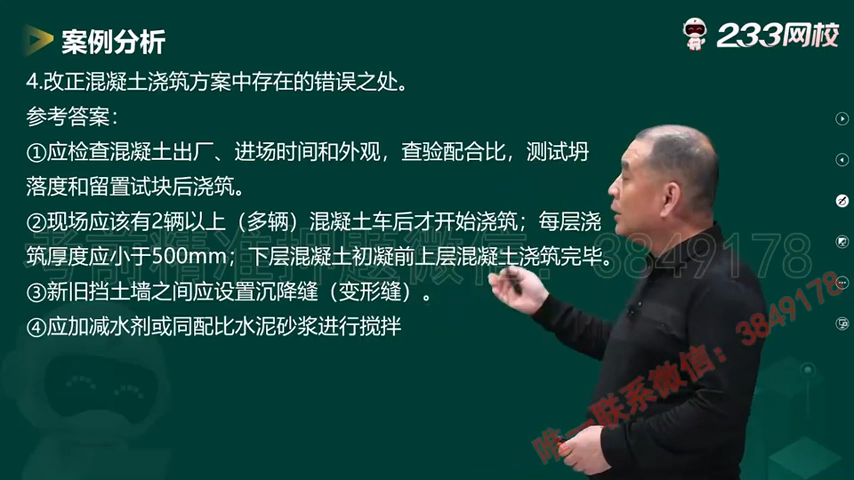 案例分析
233网校
4.改正混凝土浇筑方案中存在的错误之处。
参考答案：
①应检查混凝土出厂、进场时间和外观，查验配合比，测试坍
落度和留置试块后浇筑。
②现场应该有2辆以上（多辆）混凝土车后才开始浇筑；每层浇
筑厚度应小于500mm；下层混凝土初凝前上层混凝土浇筑完毕。
③新旧挡土墙之间应设置沉降缝（变形缝）。
④应加减水剂或同配比水泥砂浆进行搅拌
唯一联系微信：3849178